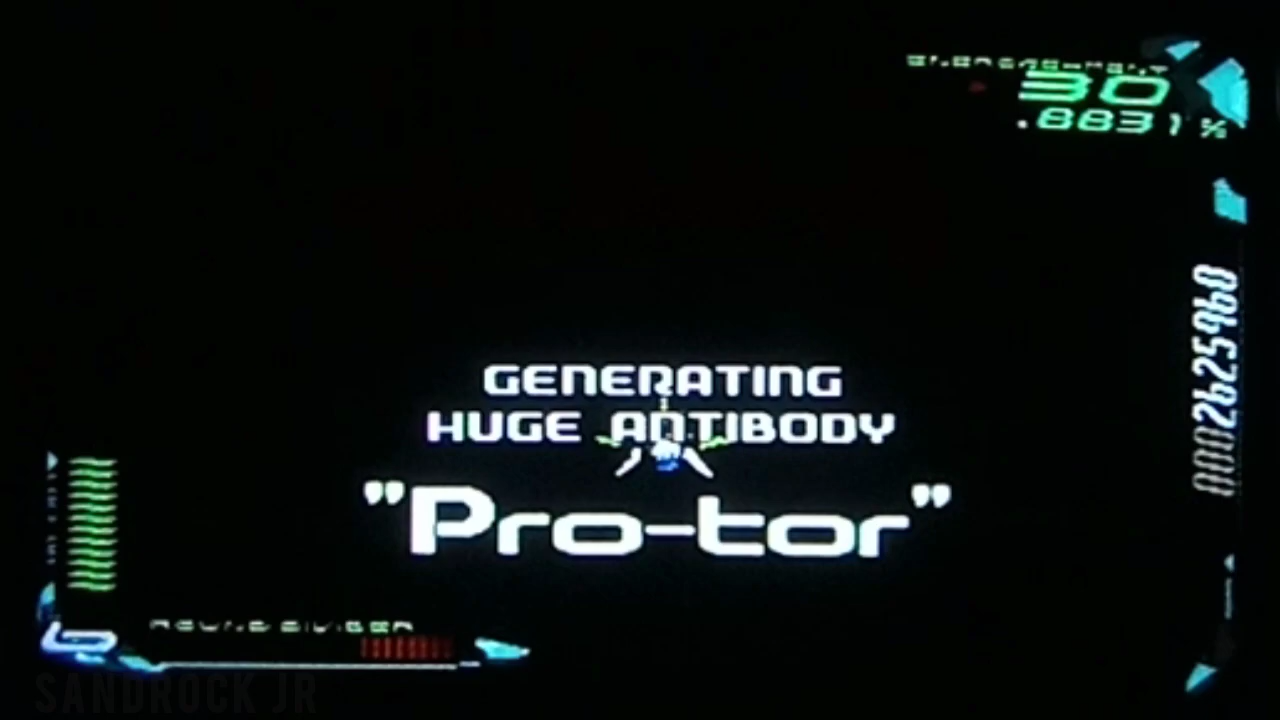 30
.8831%
0002625960
GENERATING
HUGE ANTIBODY
"Pro-tor"
SANDROCK JR